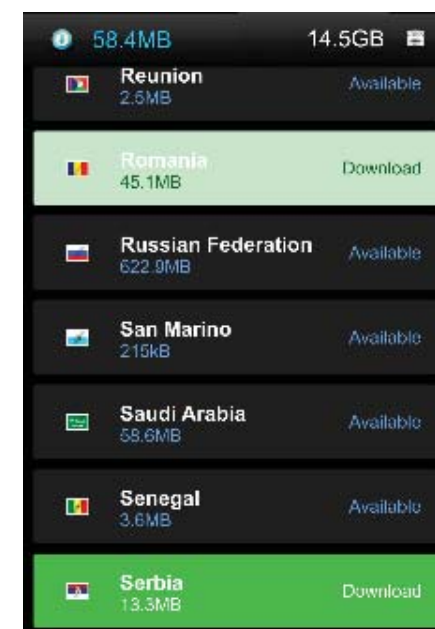 58.4MB 14.5GB
Reunion Available
2.5MB
Romania Download
45.1MB
Russian Federation Available
622.9MB
San Marino Available
215kB
Saudi Arabia Available
58.6MB
Senegal Available
3.6MB
Serbia Download
13.3MB